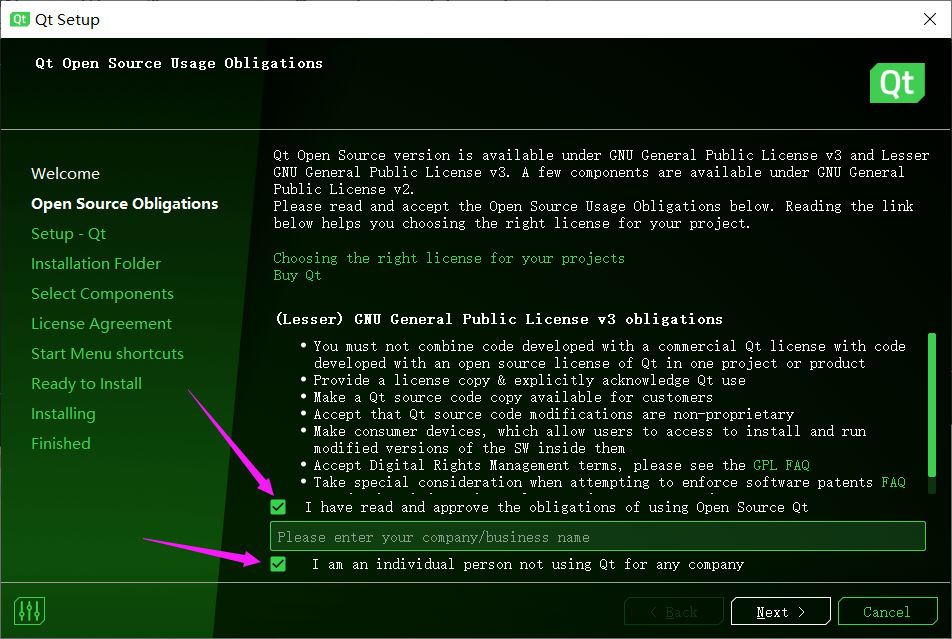 Qt Qt Setup
Qt Open Source Usage Obligations
Qt
Welcome
Open Source Obligations
Setup - Qt
Installation Folder
Select Components
License Agreement
Start Menu shortcuts
Ready to Install
Installing
Finished
Qt Open Source version is available under GNU General Public License v3 and Lesser
GNU General Public License v3. A few components are available under GNU General
Public License v2.
Please read and accept the Open Source Usage Obligations below. Reading the link
below helps you choosing the right license for your project.
Choosing the right license for your projects
Buy Qt
(Lesser) GNU General Public License v3 obligations
• You must not combine code developed with a commercial Qt license with code
developed with an open source license of Qt in one project or product
• Provide a license copy & explicitly acknowledge Qt use
• Make a Qt source code copy available for customers
• Accept that Qt source code modifications are non-proprietary
• Make consumer devices, which allow users to access to install and run
modified versions of the SW inside them
• Accept Digital Rights Management terms, please see the GPL FAQ
• Take special consideration when attempting to enforce software patents FAQ
I have read and approve the obligations of using Open Source Qt
Please enter your company/business name
I am an individual person not using Qt for any company
< Back
Next >
Cancel